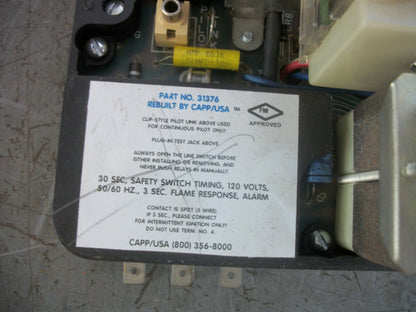 PILOT
G
PART NO. 31376
REBUILT BY CAPP/USA ™
FM
APPROVED
CLIP-STYLE PILOT LINK ABOVE USED
FOR CONTINUOUS PILOT ONLY.
PLUG-IN TEST JACK ABOVE
ALWAYS OPEN THE LINE SWITCH BEFORE
EITHER INSTALLING OR REMOVING, AND
NEVER PUSH RELAYS IN MANUALLY
30 SEC. SAFETY SWITCH TIMING, 120 VOLTS,
50/60 HZ., 3 SEC. FLAME RESPONSE, ALARM
CONTACT IS SPDT (3 WIRE)
IF 2 SEC., PLEASE CONNECT
FOR INTERMITTENT IGNITION ONLY!
DO NOT USE TERM. NO. 4.
CAPP/USA (800) 356-8000